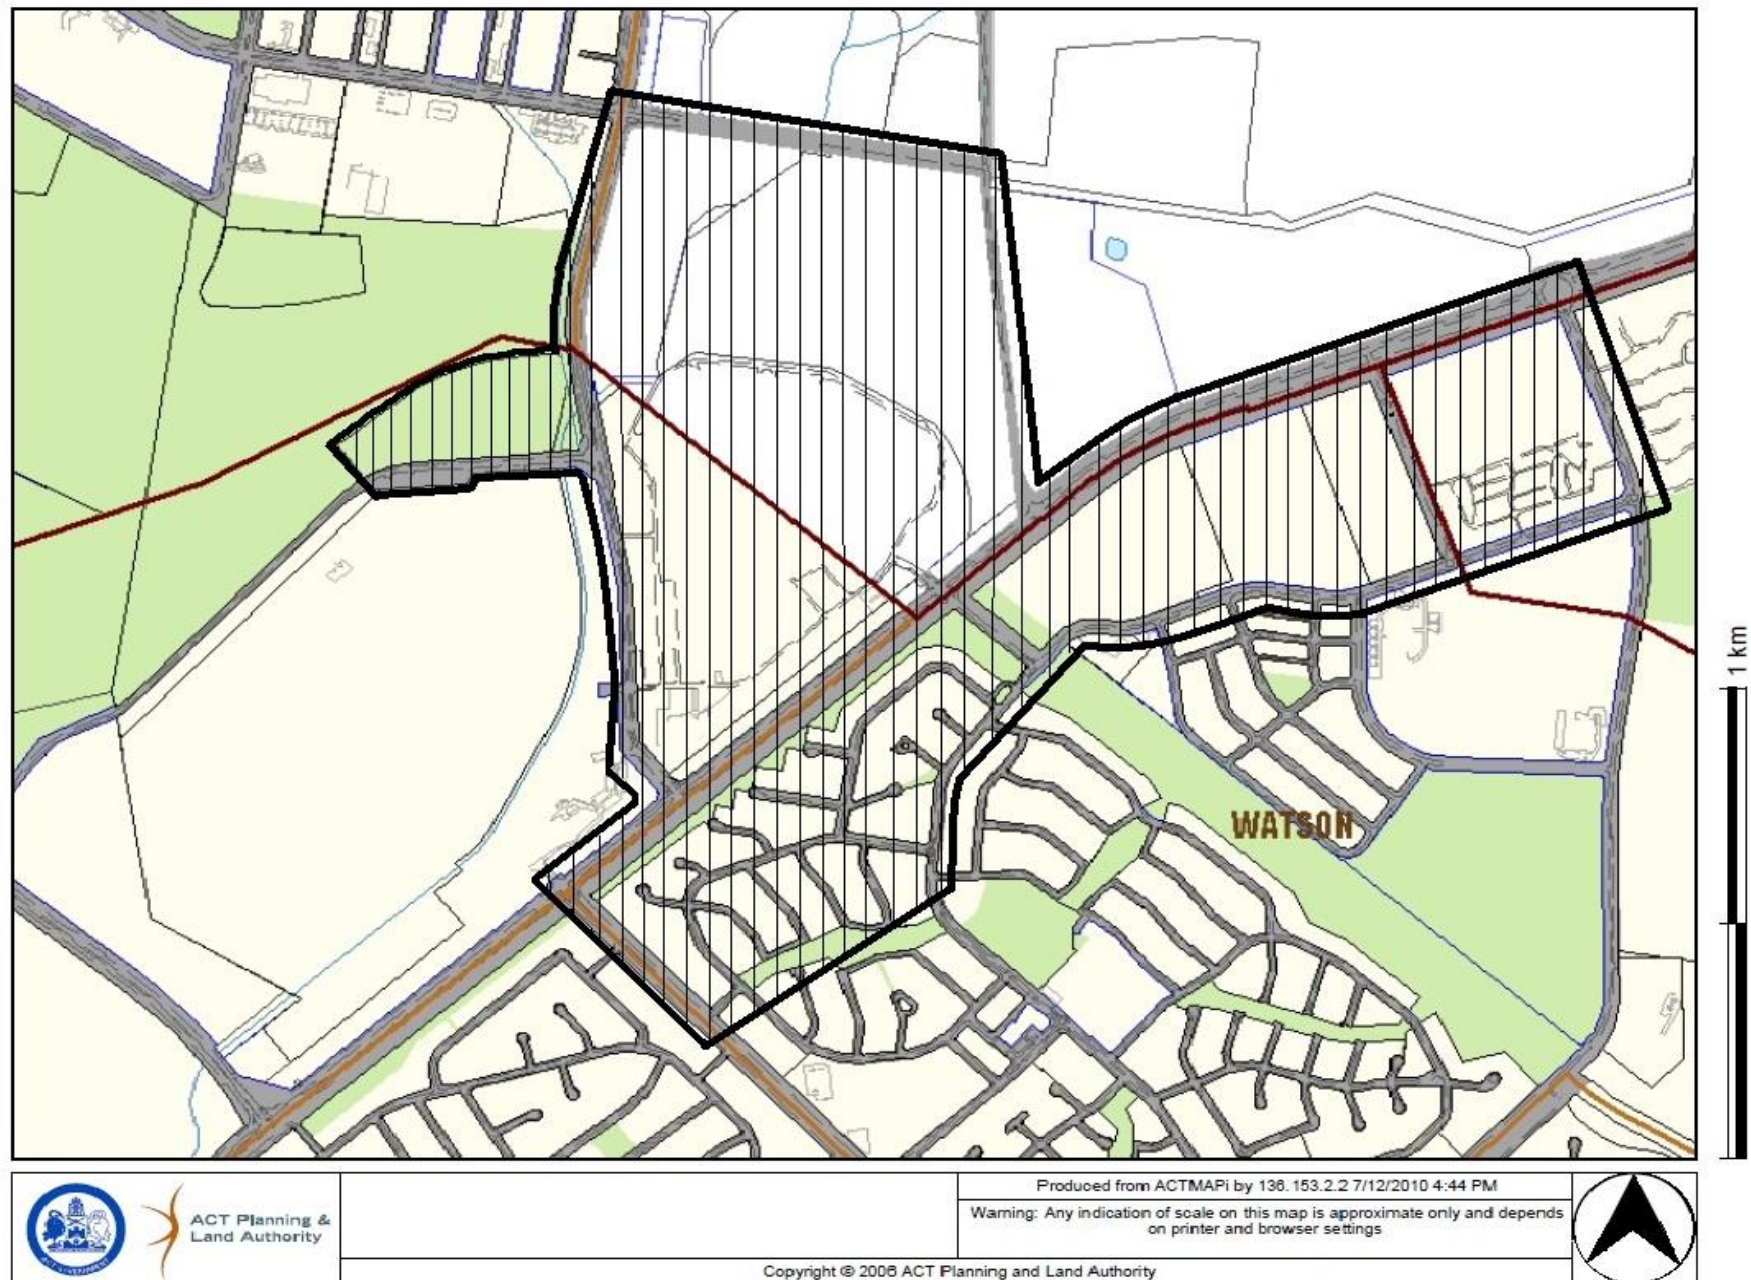 WATSON
1 km
ACT Planning &
Land Authority
ACT GOVERNMENT
Produced from ACTMAPi by 136.153.2.2 7/12/2010 4:44 PM
Warning: Any indication of scale on this map is approximate only and depends
on printer and browser settings
Copyright © 2006 ACT Planning and Land Authority